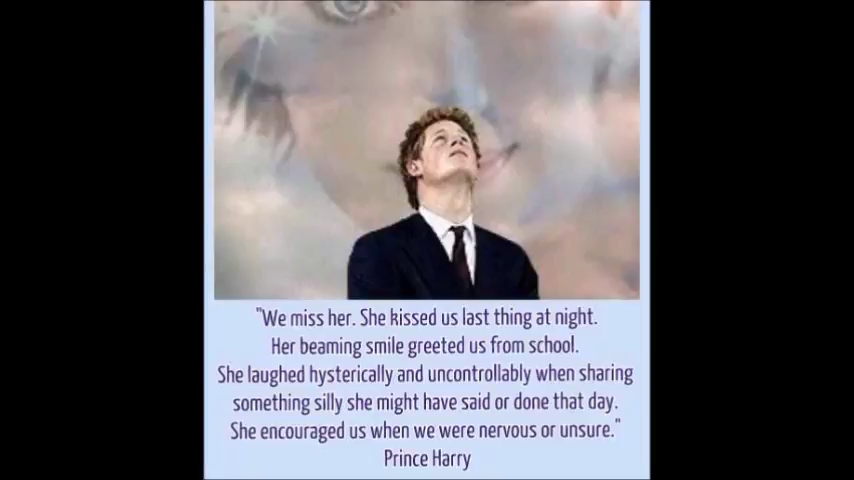 "We miss her. She kissed us last thing at night.
Her beaming smile greeted us from school.
She laughed hysterically and uncontrollably when sharing
something silly she might have said or done that day.
She encouraged us when we were nervous or unsure."
Prince Harry